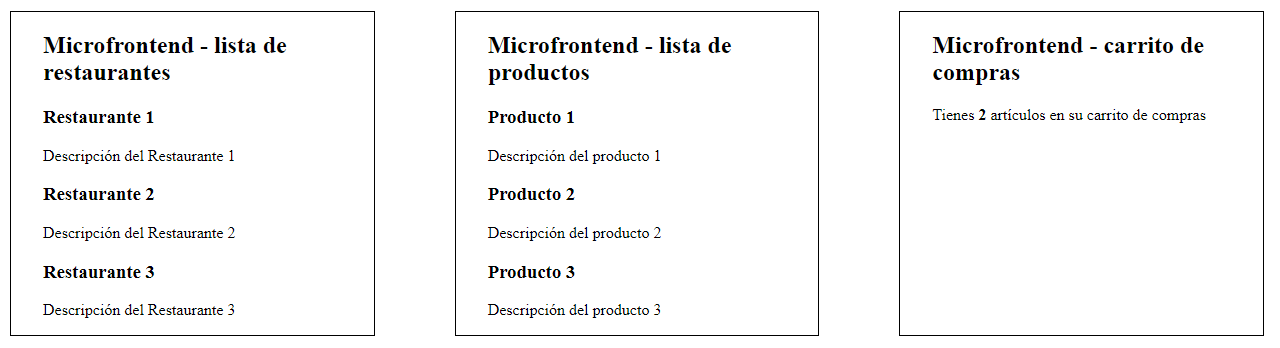 Microfrontend - lista de
restaurantes
Restaurante 1
Descripción del Restaurante 1
Restaurante 2
Descripción del Restaurante 2
Restaurante 3
Descripción del Restaurante 3
Microfrontend - lista de
productos
Producto 1
Descripción del producto 1
Producto 2
Descripción del producto 2
Producto 3
Descripción del producto 3
Microfrontend - carrito de
compras
Tienes 2 artículos en su carrito de compras